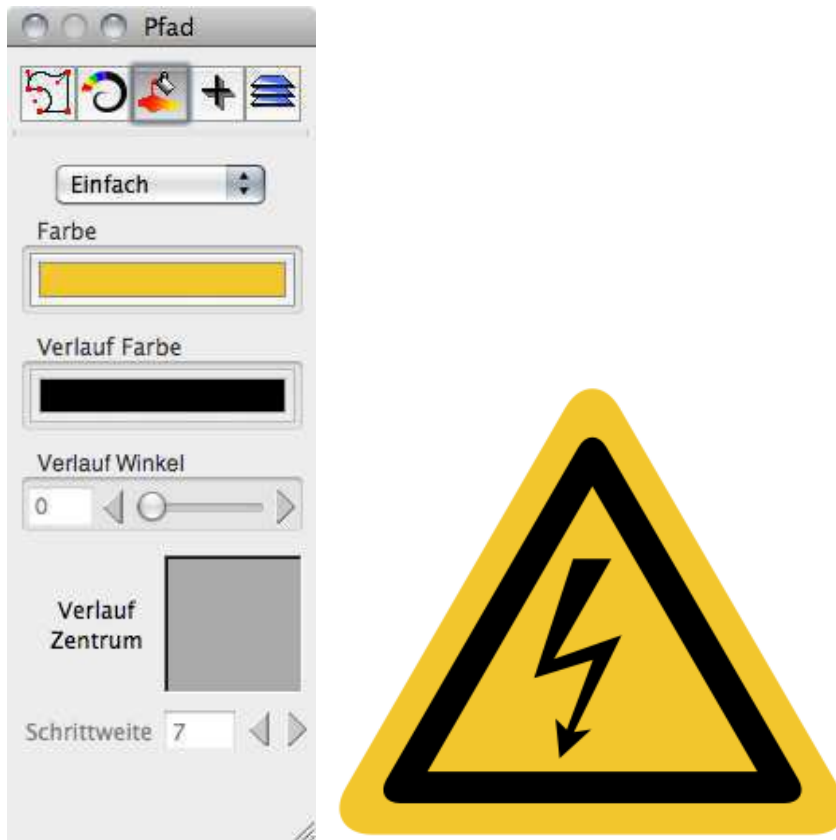 Pfad
Einfach
Farbe
Verlauf Farbe
Verlauf Winkel
0
Verlauf
Zentrum
Schrittweite 7